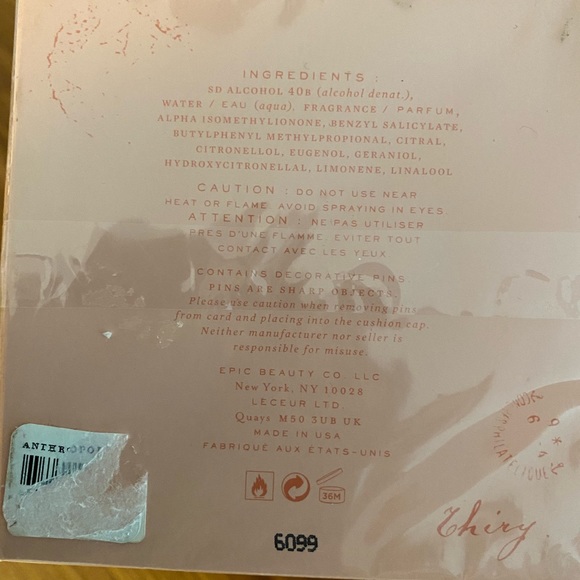 INGREDIENTS :
SD ALCOHOL 40B (alcohol denat.),
WATER / EAU (aqua), FRAGRANCE / PARFUM,
ALPHA ISOMETHYLIONONE, BENZYL SALICYLATE,
BUTYLPHENYL METHYLPROPIONAL, CITRAL,
CITRONELLOL, EUGENOL, GERANIOL,
HYDROXYCITRONELLAL, LIMONENE, LINALOOL
CAUTION : DO NOT USE NEAR
HEAT OR FLAME. AVOID SPRAYING IN EYES.
ATTENTION : NE PAS UTILISER
PRES D'UNE FLAMME. EVITER TOUT
CONTACT AVEC LES YEUX.
CONTAINS DECORATIVE PINS.
PINS ARE SHARP OBJECTS.
Please use caution when removing pins
from card and placing into the cushion cap.
Neither manufacturer nor seller is
responsible for misuse.
EPIC BEAUTY CO. LLC
New York, NY 10028
LECEUR LTD.
Quays M50 3UB UK
MADE IN USA
FABRIQUÉ AUX ÉTATS-UNIS
36M
6099
Thiry